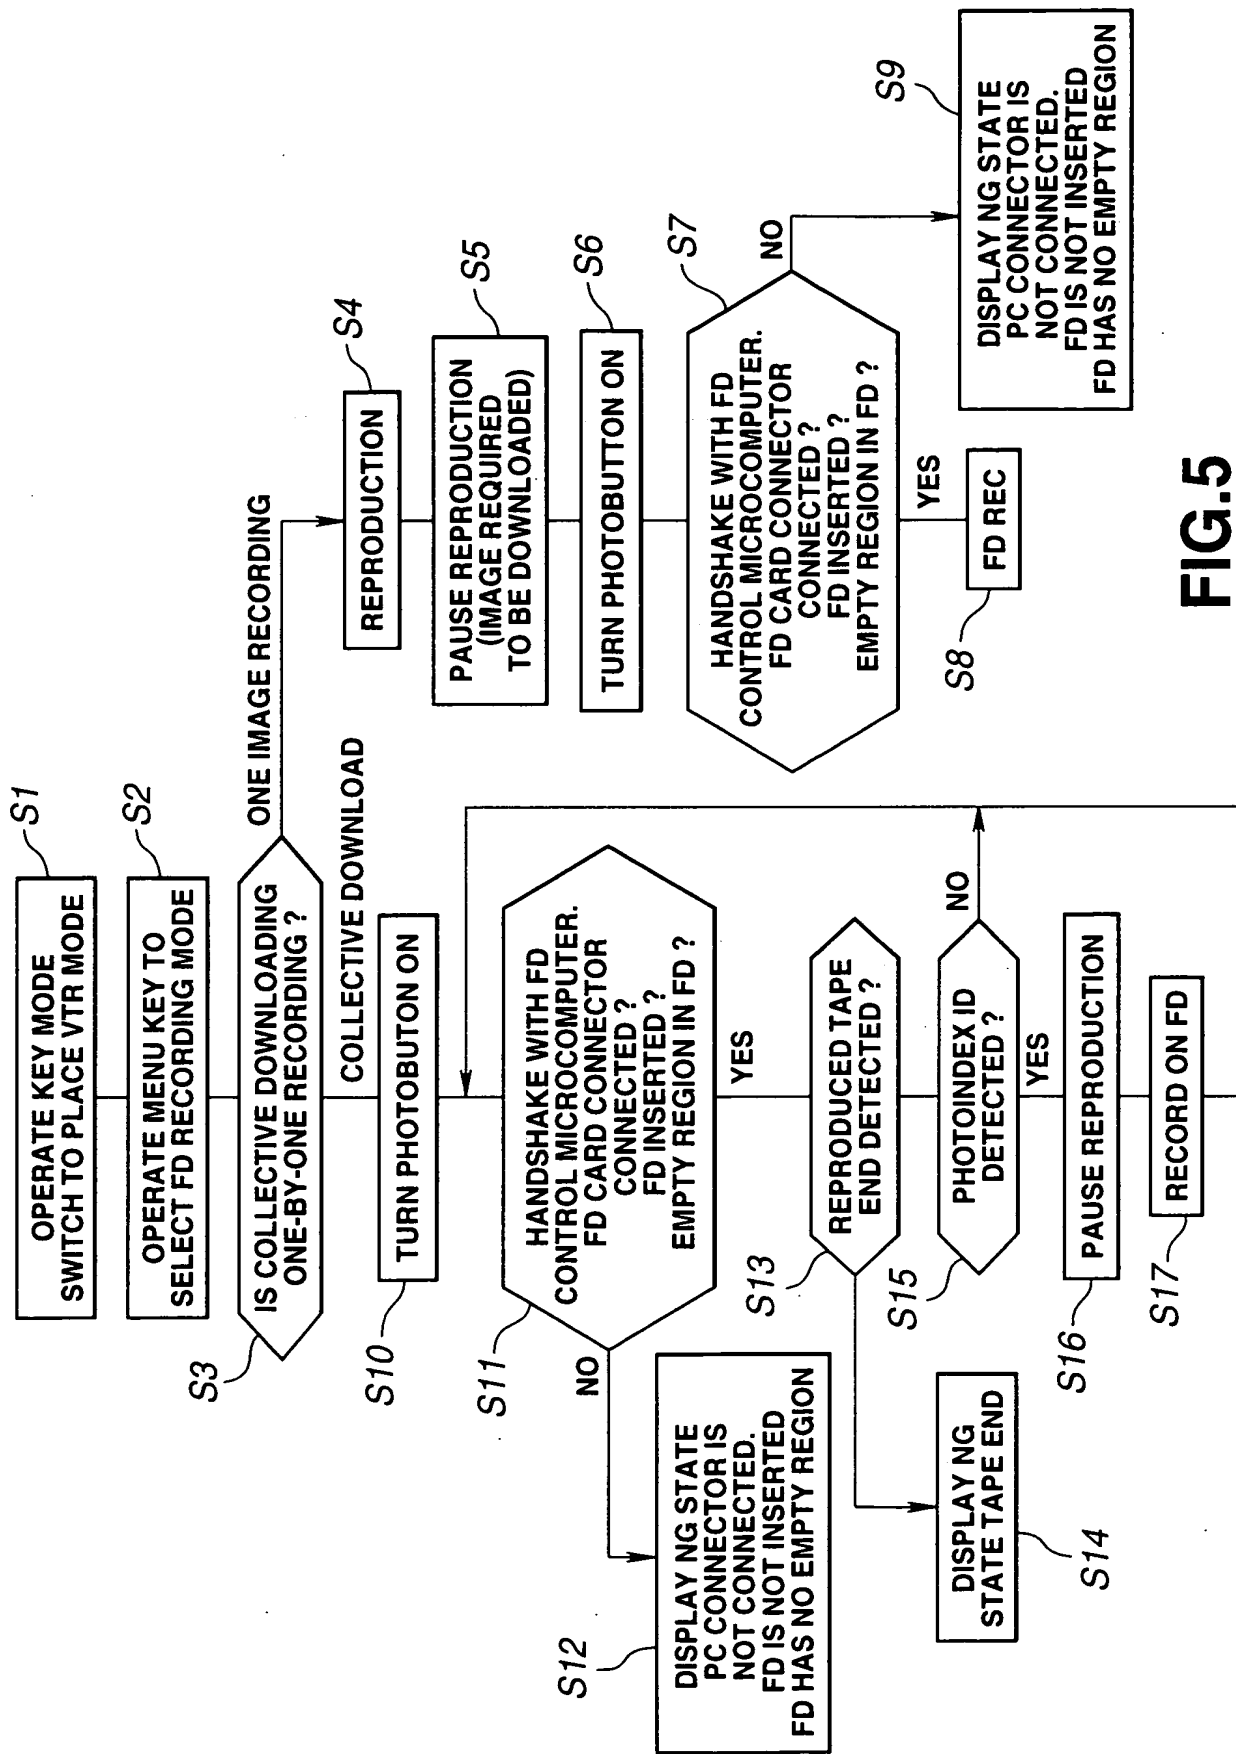 OPERATE KEY MODE
SWITCH TO PLACE VTR MODE
S1
OPERATE MENU KEY TO
SELECT FD RECORDING MODE
S2
IS COLLECTIVE DOWNLOADING
ONE-BY-ONE RECORDING ?
S3
ONE IMAGE RECORDING
COLLECTIVE DOWNLOAD
REPRODUCTION
S4
PAUSE REPRODUCTION
(IMAGE REQUIRED
TO BE DOWNLOADED)
S5
TURN PHOTOBUTTON ON
S6
HANDSHAKE WITH FD
CONTROL MICROCOMPUTER.
FD CARD CONNECTOR
CONNECTED ?
FD INSERTED ?
EMPTY REGION IN FD ?
S7
NO
YES
FD REC
S8
DISPLAY NG STATE
PC CONNECTOR IS
NOT CONNECTED.
FD IS NOT INSERTED
FD HAS NO EMPTY REGION
S9
TURN PHOTOBUTTON ON
S10
HANDSHAKE WITH FD
CONTROL MICROCOMPUTER.
FD CARD CONNECTOR
CONNECTED ?
FD INSERTED ?
EMPTY REGION IN FD ?
S11
NO
YES
DISPLAY NG STATE
PC CONNECTOR IS
NOT CONNECTED.
FD IS NOT INSERTED
FD HAS NO EMPTY REGION
S12
REPRODUCED TAPE
END DETECTED ?
S13
DISPLAY NG
STATE TAPE END
S14
PHOTOINDEX ID
DETECTED ?
S15
NO
YES
PAUSE REPRODUCTION
S16
RECORD ON FD
S17
FIG.5